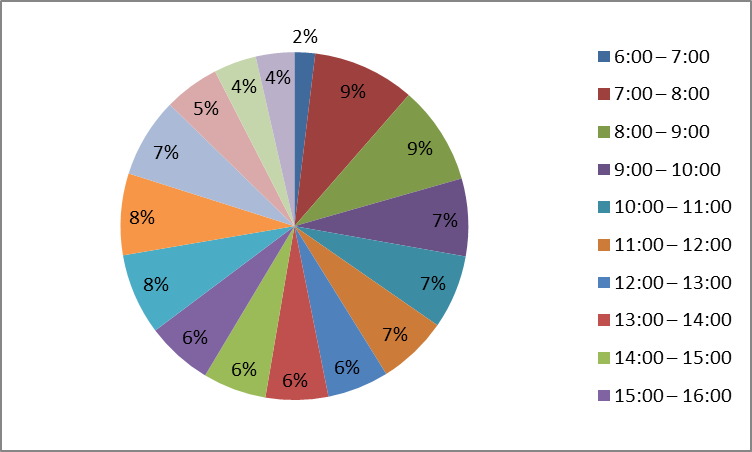 2%
9%
9%
7%
7%
7%
6%
6%
6%
6%
8%
8%
7%
5%
4%
4%
6:00 – 7:00
7:00 – 8:00
8:00 – 9:00
9:00 – 10:00
10:00 – 11:00
11:00 – 12:00
12:00 – 13:00
13:00 – 14:00
14:00 – 15:00
15:00 – 16:00